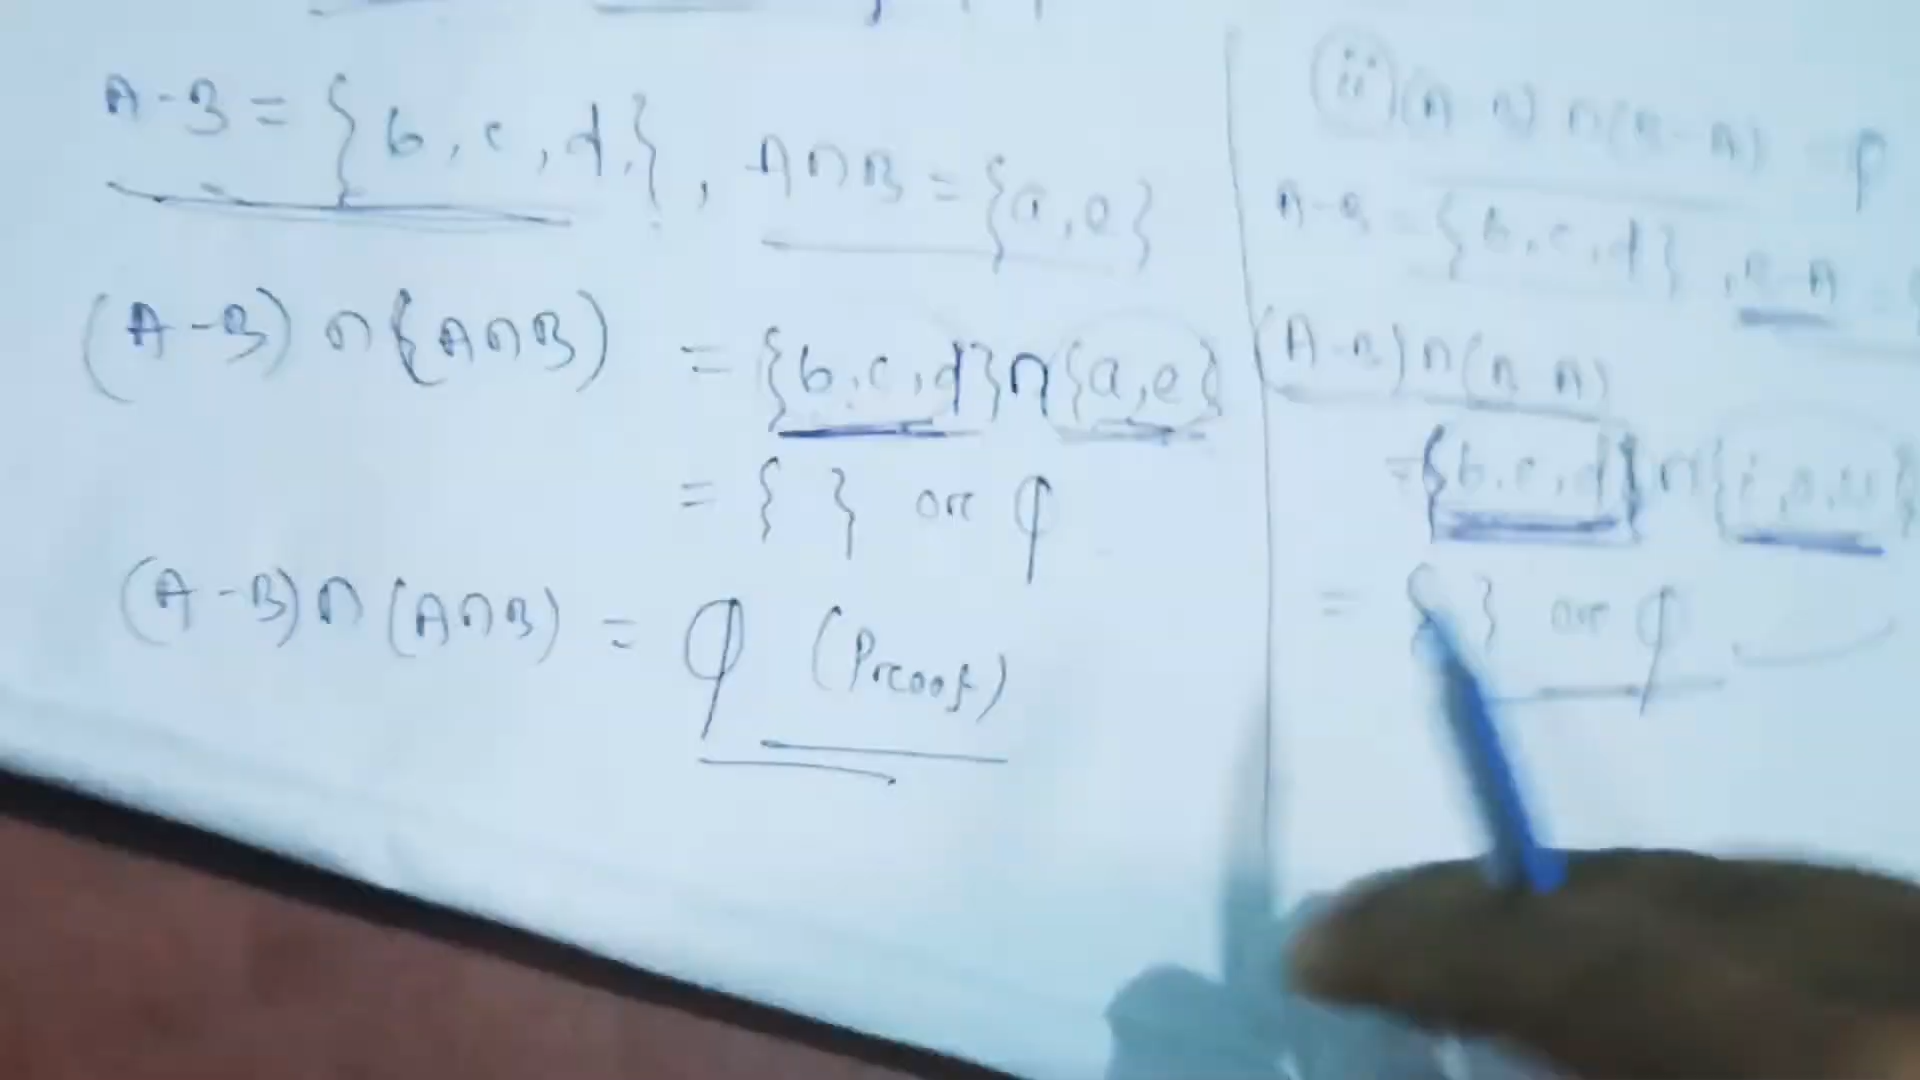 A-B = {b, c, d,}, A∩B = {a, e}
(A-B) ∩ {A∩B) = {b, c, d} ∩ {a, e}
= { } or φ
(A-B) ∩ (A∩B) = φ (Proof)
(ii) (A-B) ∩ (B-A) = φ
A-B = {b, c, d}, B-A =
(A-B) ∩ (B-A)
= {b, c, d} ∩ {i, o, u}
= { } or φ